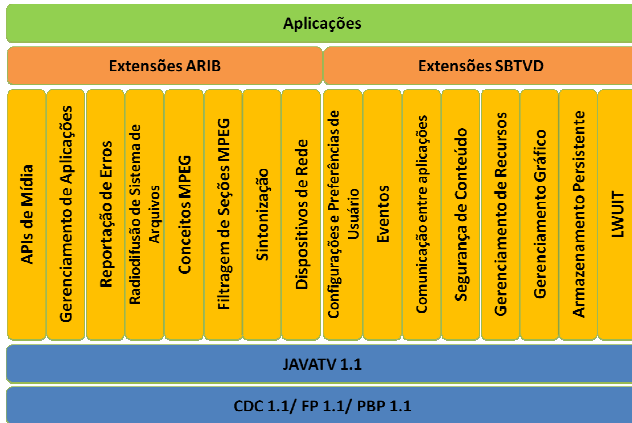 Aplicações
Extensões ARIB
Extensões SBTVD
APIs de Mídia
Gerenciamento de Aplicações
Reportação de Erros
Radiodifusão de Sistema de
Arquivos
Conceitos MPEG
Filtragem de Seções MPEG
Sintonização
Dispositivos de Rede
Configurações e Preferências de
Usuário
Eventos
Comunicação entre aplicações
Segurança de Conteúdo
Gerenciamento de Recursos
Gerenciamento Gráfico
Armazenamento Persistente
LWUIT
JAVATV 1.1
CDC 1.1/ FP 1.1/ PBP 1.1